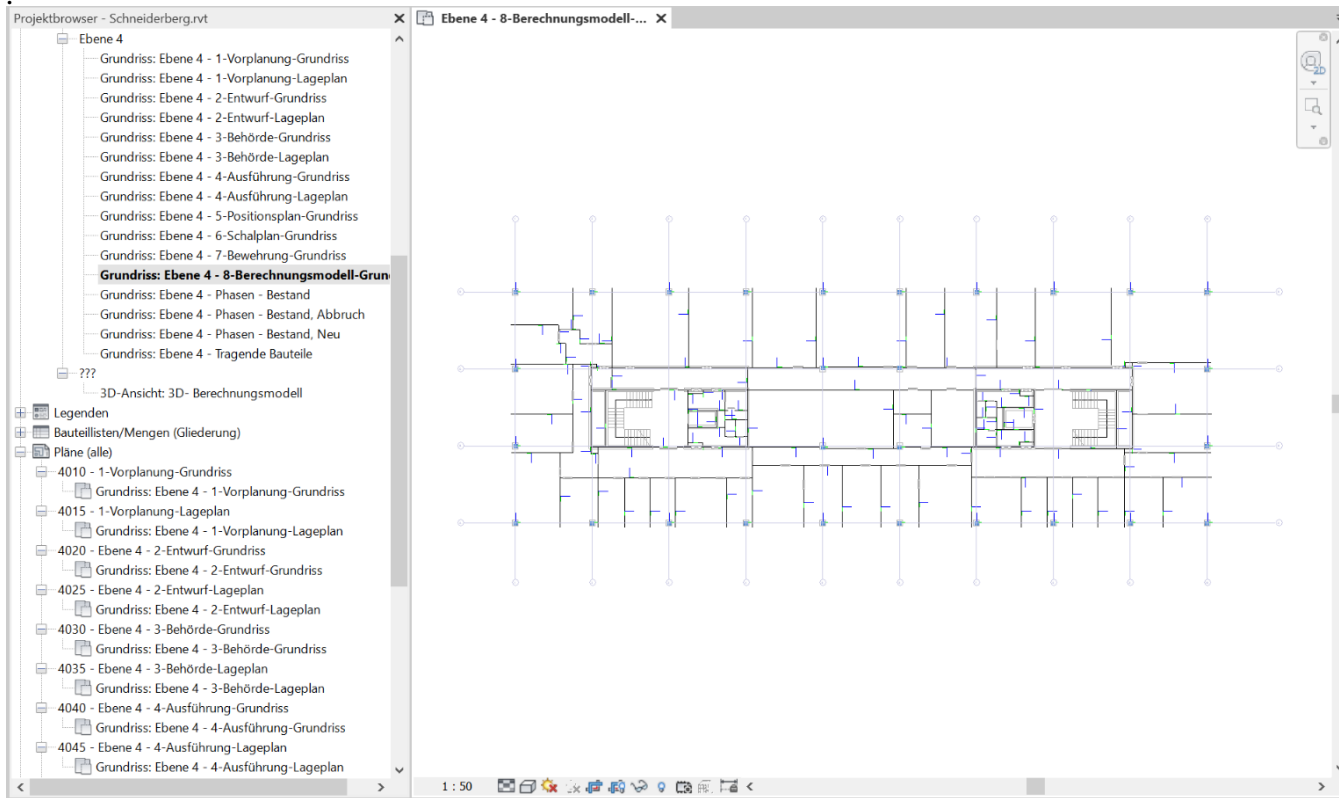 .
Projektbrowser - Schneiderberg.rvt
Ebene 4 - 8-Berechnungsmodell-...
Ebene 4
Grundriss: Ebene 4 - 1-Vorplanung-Grundriss
Grundriss: Ebene 4 - 1-Vorplanung-Lageplan
Grundriss: Ebene 4 - 2-Entwurf-Grundriss
Grundriss: Ebene 4 - 2-Entwurf-Lageplan
Grundriss: Ebene 4 - 3-Behörde-Grundriss
Grundriss: Ebene 4 - 3-Behörde-Lageplan
Grundriss: Ebene 4 - 4-Ausführung-Grundriss
Grundriss: Ebene 4 - 4-Ausführung-Lageplan
Grundriss: Ebene 4 - 5-Positionsplan-Grundriss
Grundriss: Ebene 4 - 6-Schalplan-Grundriss
Grundriss: Ebene 4 - 7-Bewehrung-Grundriss
Grundriss: Ebene 4 - 8-Berechnungsmodell-Grun
Grundriss: Ebene 4 - Phasen - Bestand
Grundriss: Ebene 4 - Phasen - Bestand, Abbruch
Grundriss: Ebene 4 - Phasen - Bestand, Neu
Grundriss: Ebene 4 - Tragende Bauteile
???
3D-Ansicht: 3D- Berechnungsmodell
Legenden
Bauteillisten/Mengen (Gliederung)
Pläne (alle)
4010 - 1-Vorplanung-Grundriss
Grundriss: Ebene 4 - 1-Vorplanung-Grundriss
4015 - 1-Vorplanung-Lageplan
Grundriss: Ebene 4 - 1-Vorplanung-Lageplan
4020 - Ebene 4 - 2-Entwurf-Grundriss
Grundriss: Ebene 4 - 2-Entwurf-Grundriss
4025 - Ebene 4 - 2-Entwurf-Lageplan
Grundriss: Ebene 4 - 2-Entwurf-Lageplan
4030 - Ebene 4 - 3-Behörde-Grundriss
Grundriss: Ebene 4 - 3-Behörde-Grundriss
4035 - Ebene 4 - 3-Behörde-Lageplan
Grundriss: Ebene 4 - 3-Behörde-Lageplan
4040 - Ebene 4 - 4-Ausführung-Grundriss
Grundriss: Ebene 4 - 4-Ausführung-Grundriss
4045 - Ebene 4 - 4-Ausführung-Lageplan
Grundriss: Ebene 4 - 4-Ausführung-Lageplan
2D
1 : 50